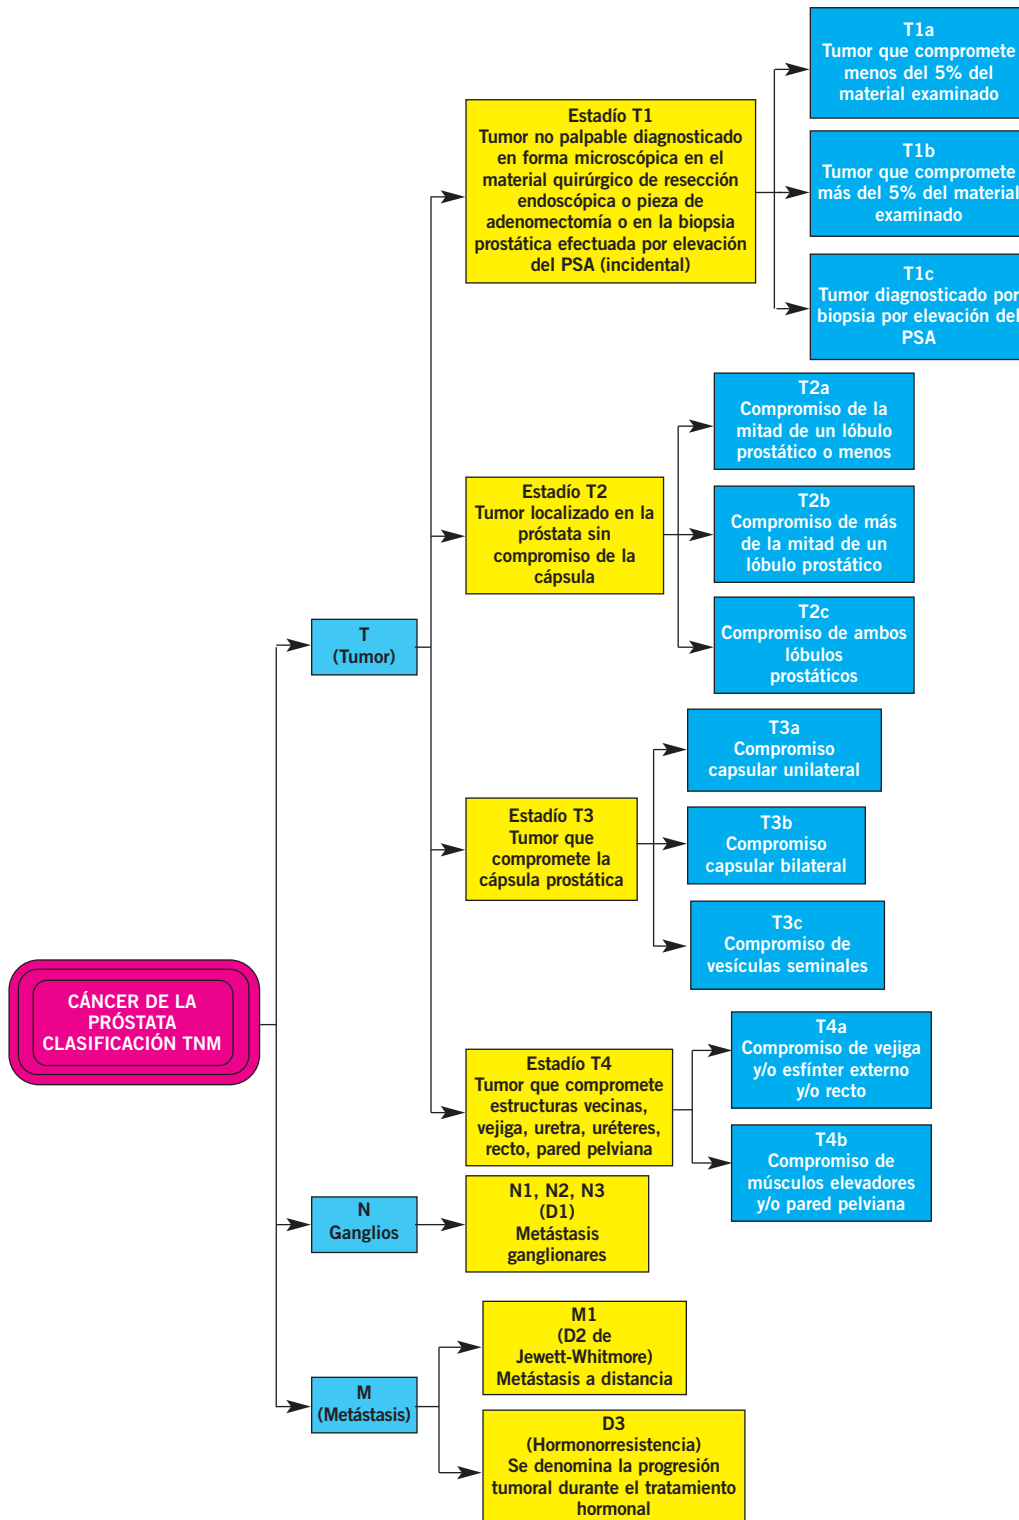 CÁNCER DE LA
PRÓSTATA
CLASIFICACIÓN TNM
T
(Tumor)
Estadío T1
Tumor no palpable diagnosticado
en forma microscópica en el
material quirúrgico de resección
endoscópica o pieza de
adenomectomía o en la biopsia
prostática efectuada por elevación
del PSA (incidental)
T1a
Tumor que compromete
menos del 5% del
material examinado
T1b
Tumor que compromete
más del 5% del material
examinado
T1c
Tumor diagnosticado por
biopsia por elevación del
PSA
Estadío T2
Tumor localizado en la
próstata sin
compromiso de la
cápsula
T2a
Compromiso de la
mitad de un lóbulo
prostático o menos
T2b
Compromiso de más
de la mitad de un
lóbulo prostático
T2c
Compromiso de ambos
lóbulos
prostáticos
Estadío T3
Tumor que
compromete la
cápsula prostática
T3a
Compromiso
capsular unilateral
T3b
Compromiso
capsular bilateral
T3c
Compromiso de
vesículas seminales
Estadío T4
Tumor que compromete
estructuras vecinas,
vejiga, uretra, uréteres,
recto, pared pelviana
T4a
Compromiso de vejiga
y/o esfínter externo
y/o recto
T4b
Compromiso de
músculos elevadores
y/o pared pelviana
N
Ganglios
N1, N2, N3
(D1)
Metástasis
ganglionares
M
(Metástasis)
M1
(D2 de
Jewett-Whitmore)
Metástasis a distancia
D3
(Hormonorresistencia)
Se denomina la progresión
tumoral durante el tratamiento
hormonal